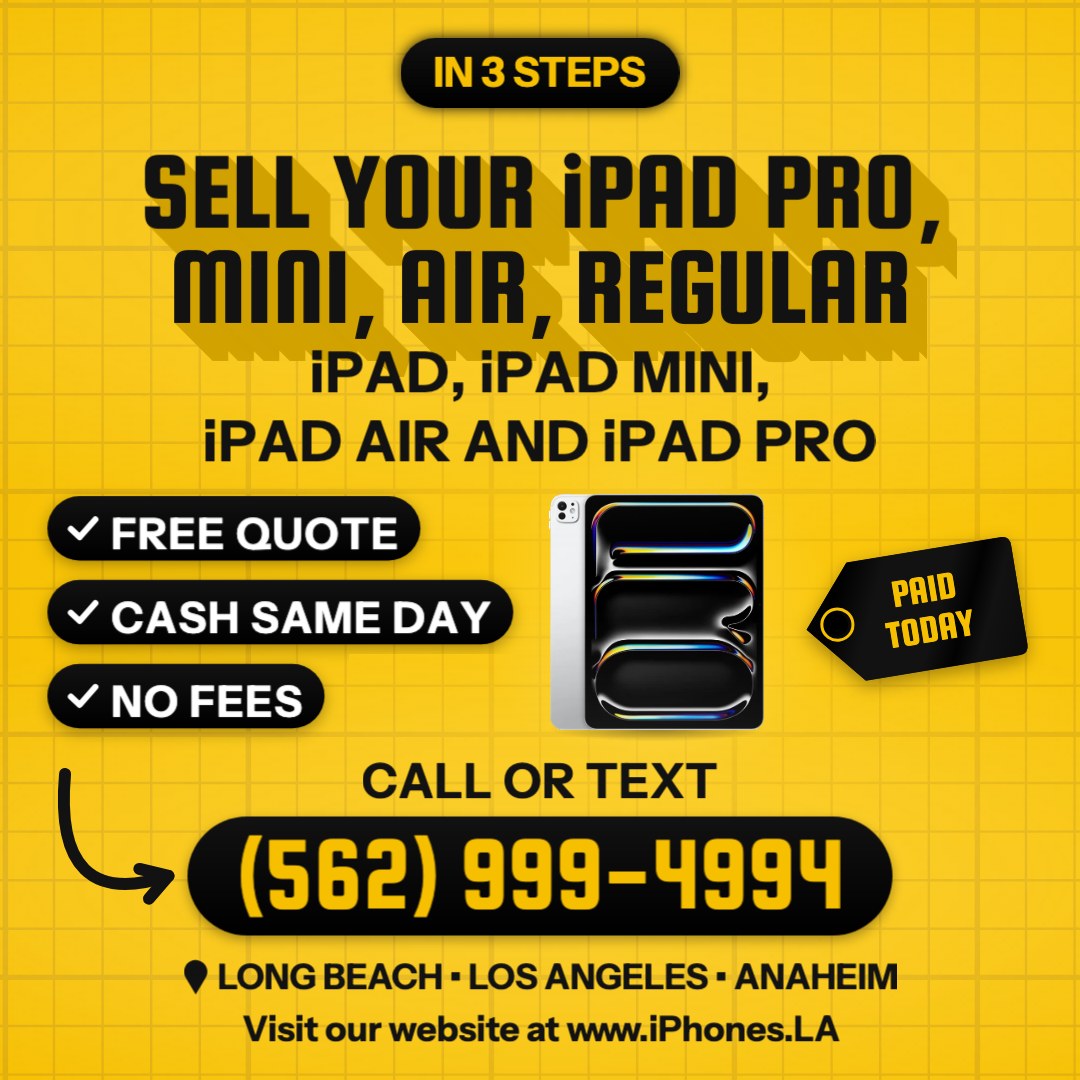 IN 3 STEPS
SELL YOUR iPAD PRO,
MINI, AIR, REGULAR
iPAD, iPAD MINI,
iPAD AIR AND iPAD PRO
FREE QUOTE
CASH SAME DAY
NO FEES
PAID
TODAY
CALL OR TEXT
(562) 999-4994
LONG BEACH ▪ LOS ANGELES ▪ ANAHEIM
Visit our website at www.iPhones.LA